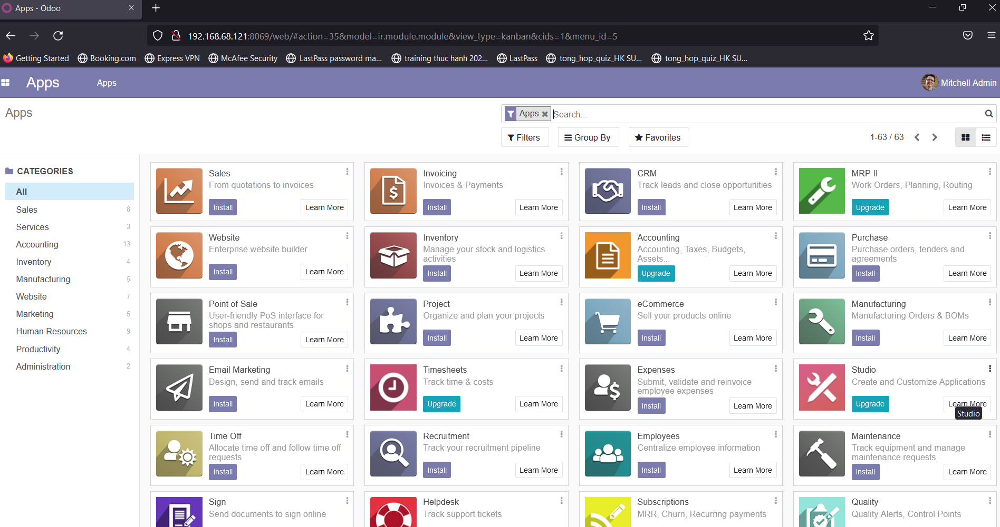 Apps - Odoo
192.168.68.121:8069/web/#action=35&model=ir.module.module&view_type=kanban&cids=1&menu_id=5
Getting Started Booking.com Express VPN McAfee Security LastPass password ma... training thuc hanh 202... LastPass tong_hop_quiz_HK SU... tong_hop_quiz_HK SU...
Apps Apps Mitchell Admin
Apps
Apps Search...
Filters Group By Favorites 1-63 / 63
CATEGORIES
All
Sales 8
Services 3
Accounting 13
Inventory 4
Manufacturing 5
Website 7
Marketing 5
Human Resources 9
Productivity 4
Administration 2
Sales
From quotations to invoices
Install Learn More
Invoicing
Invoices & Payments
Install Learn More
CRM
Track leads and close opportunities
Install Learn More
MRP II
Work Orders, Planning, Routing
Upgrade Learn More
Website
Enterprise website builder
Install Learn More
Inventory
Manage your stock and logistics
activities
Install Learn More
Accounting
Accounting, Taxes, Budgets,
Assets...
Upgrade Learn More
Purchase
Purchase orders, tenders and
agreements
Install Learn More
Point of Sale
User-friendly PoS interface for
shops and restaurants
Install Learn More
Project
Organize and plan your projects
Install Learn More
eCommerce
Sell your products online
Install Learn More
Manufacturing
Manufacturing Orders & BOMs
Install Learn More
Email Marketing
Design, send and track emails
Install Learn More
Timesheets
Track time & costs
Upgrade Learn More
Expenses
Submit, validate and reinvoice
employee expenses
Install Learn More
Studio
Create and Customize Applications
Upgrade Learn More
Studio
Time Off
Allocate time off and follow time off
requests
Install Learn More
Recruitment
Track your recruitment pipeline
Install Learn More
Employees
Centralize employee information
Install Learn More
Maintenance
Track equipment and manage
maintenance requests
Install Learn More
Sign
Send documents to sign online
Helpdesk
Track support tickets
Subscriptions
MRR, Churn, Recurring payments
Quality
Quality Alerts, Control Points